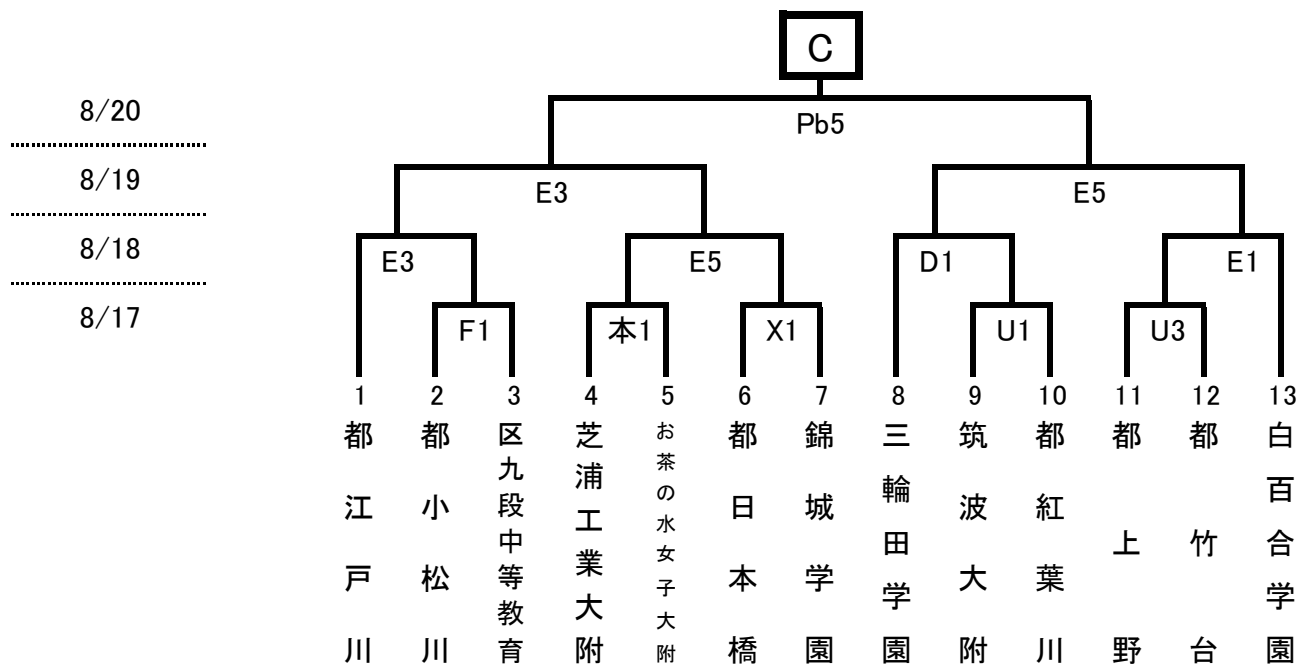 C
8/20
Pb5
8/19
E3
E5
8/18
E3
E5
D1
E1
8/17
F1
本1
X1
U1
U3
1
2
3
4
5
6
7
8
9
10
11
12
13
都江戸川
都小松川
区九段中等教育
芝浦工業大附
お茶の水女子大附
都日本橋
錦城学園
三輪田学園
筑波大附
都紅葉川
都上野
都竹台
白百合学園